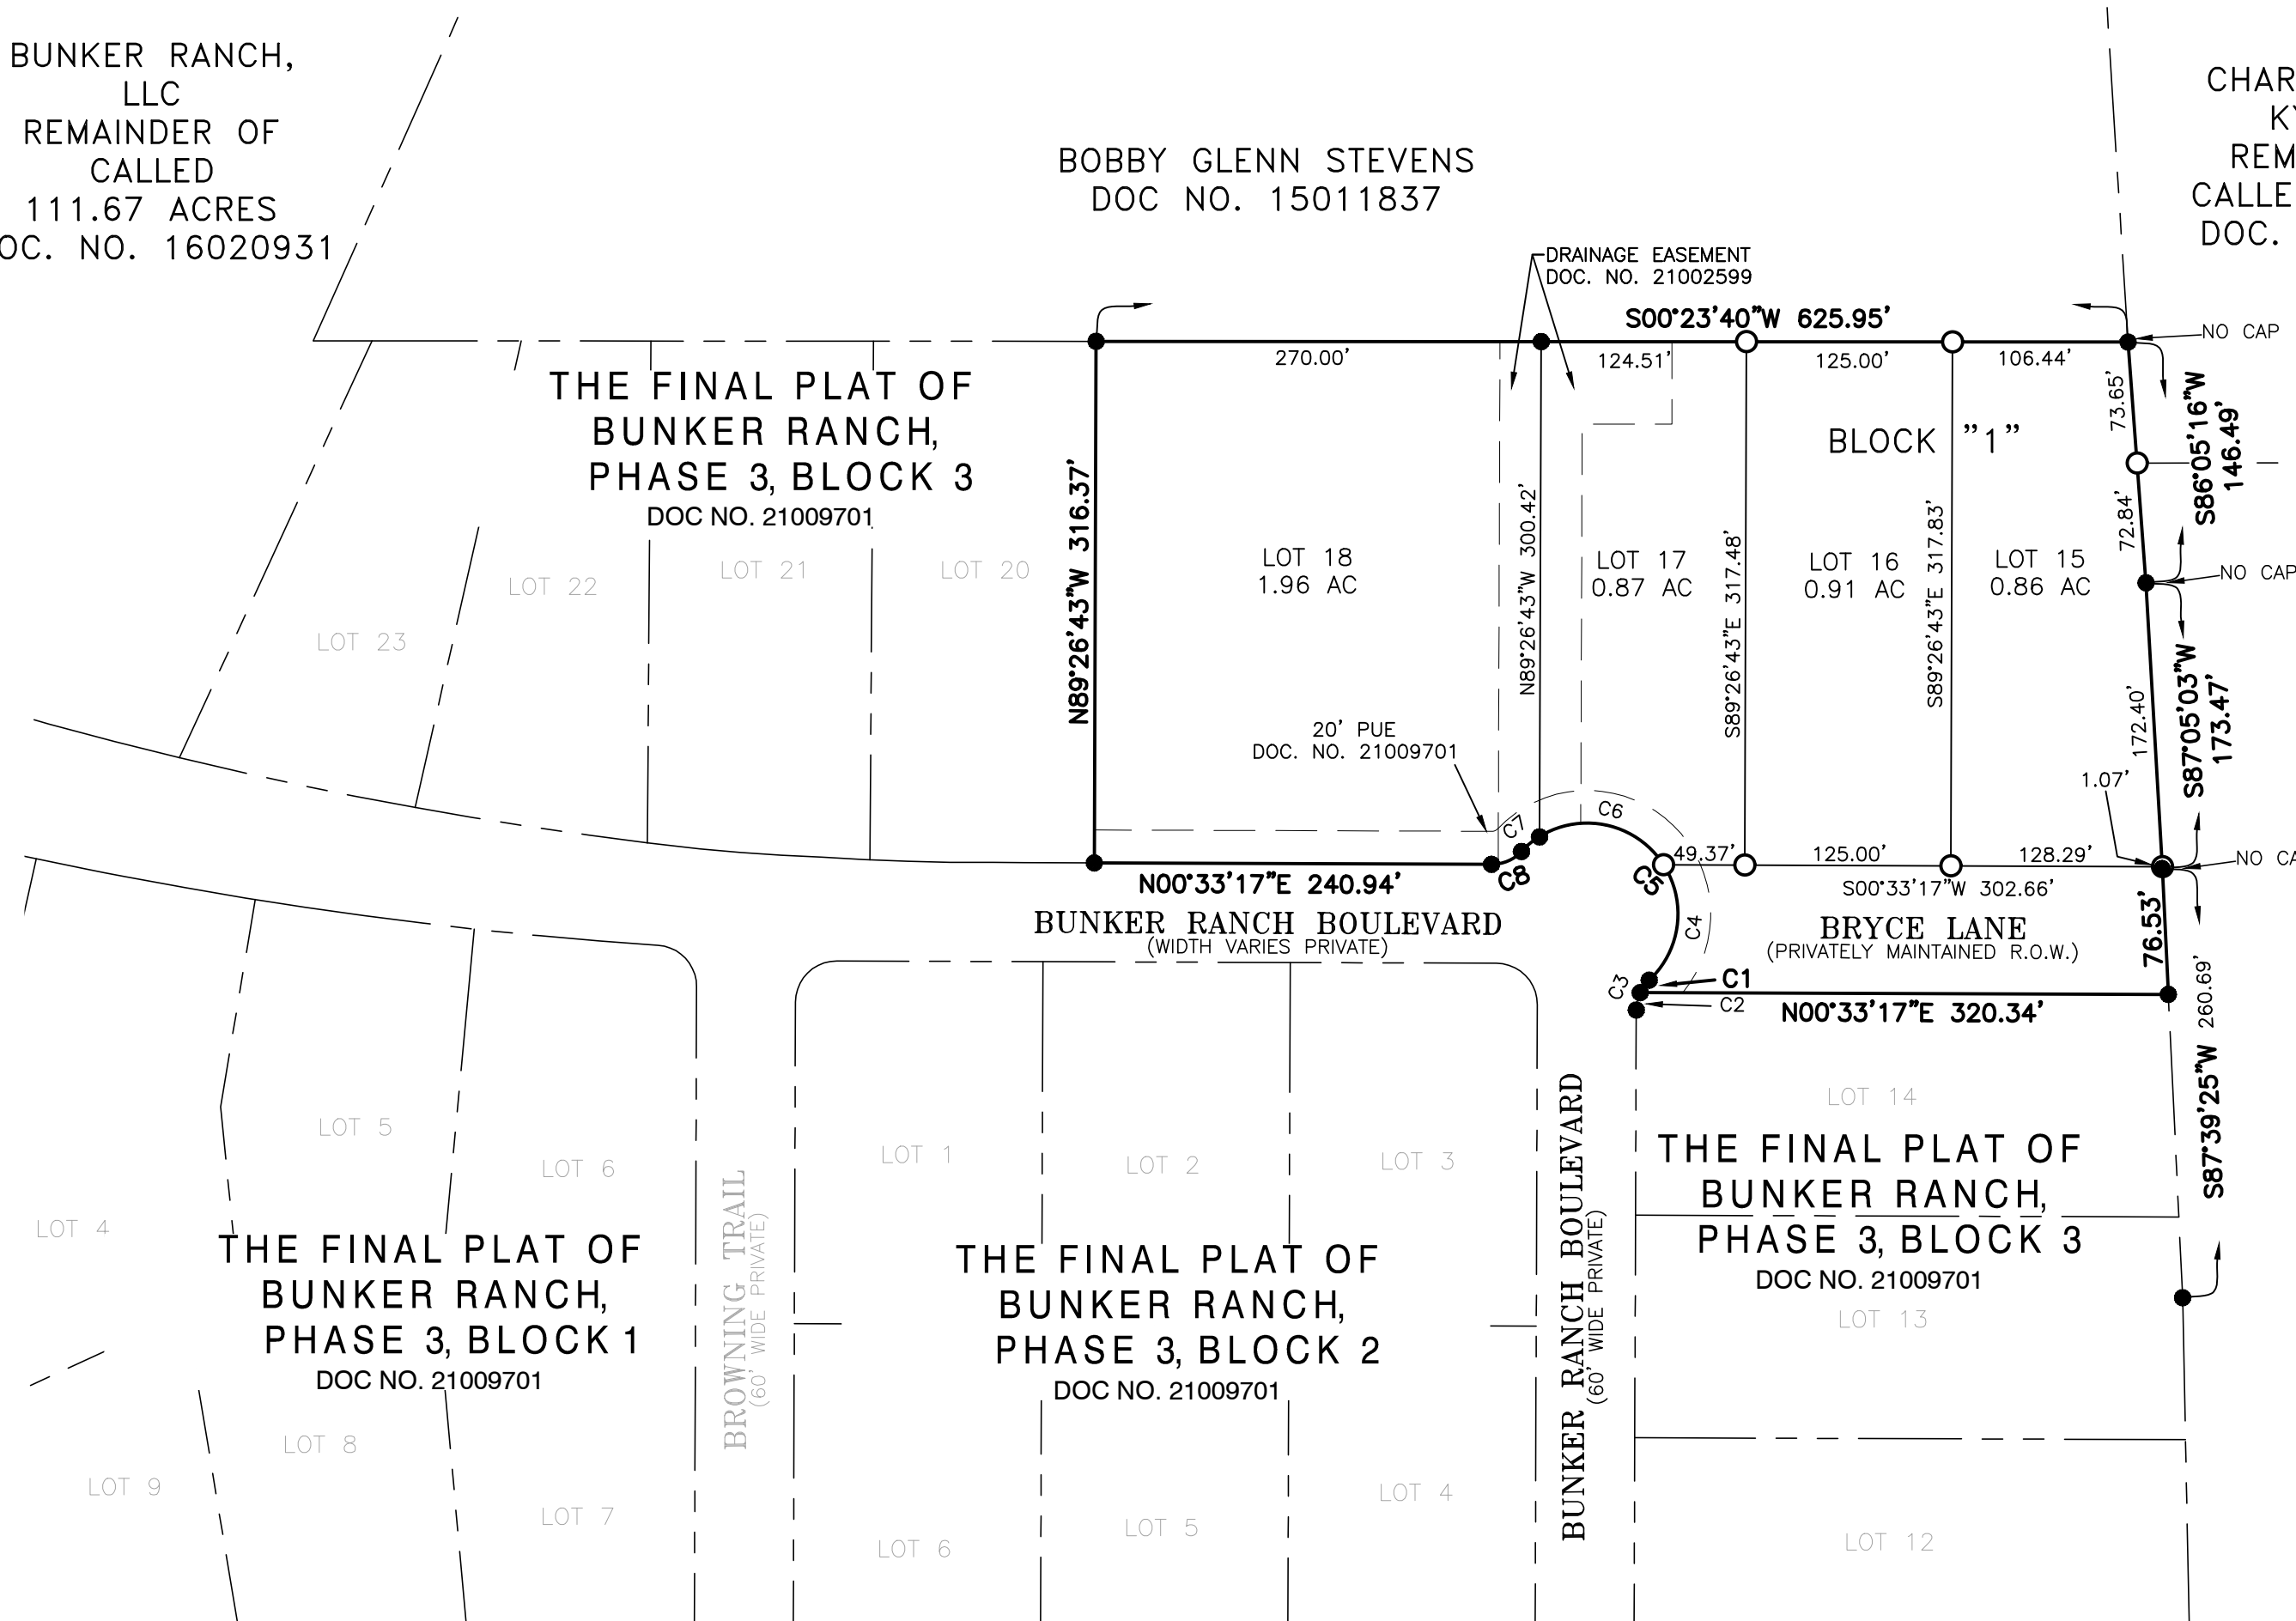 BUNKER RANCH,
LLC
REMAINDER OF
CALLED
111.67 ACRES
OC. NO. 16020931
BOBBY GLENN STEVENS
DOC NO. 15011837
CHAR
KY
REM
CALLE
DOC.
DRAINAGE EASEMENT
DOC. NO. 21002599
S00°23'40"W 625.95'
NO CAP
270.00'
124.51'
125.00'
106.44'
73.65'
S86°05'16"W
146.49'
THE FINAL PLAT OF
BUNKER RANCH,
PHASE 3, BLOCK 3
DOC NO. 21009701
BLOCK "1"
N89°26'43"W 316.37'
N89°26'43"W 300.42'
S89°26'43"E 317.48'
S89°26'43"E 317.83'
72.84'
NO CAP
LOT 18
1.96 AC
LOT 17
0.87 AC
LOT 16
0.91 AC
LOT 15
0.86 AC
LOT 23
LOT 22
LOT 21
LOT 20
S87°05'03"W
173.47'
172.40'
1.07'
20' PUE
DOC. NO. 21009701
C7
C6
C8
C5
C4
49.37'
125.00'
128.29'
NO CA
N00°33'17"E 240.94'
S00°33'17"W 302.66'
BUNKER RANCH BOULEVARD
(WIDTH VARIES PRIVATE)
BRYCE LANE
(PRIVATELY MAINTAINED R.O.W.)
76.53'
C3
C1
C2
N00°33'17"E 320.34'
S87°39'25"W 260.69'
LOT 14
THE FINAL PLAT OF
BUNKER RANCH,
PHASE 3, BLOCK 3
DOC NO. 21009701
LOT 13
LOT 12
LOT 5
LOT 6
LOT 4
THE FINAL PLAT OF
BUNKER RANCH,
PHASE 3, BLOCK 1
DOC NO. 21009701
LOT 8
LOT 9
LOT 7
BROWNING TRAIL
(60' WIDE PRIVATE)
LOT 1
LOT 2
LOT 3
THE FINAL PLAT OF
BUNKER RANCH,
PHASE 3, BLOCK 2
DOC NO. 21009701
LOT 4
LOT 5
LOT 6
BUNKER RANCH BOULEVARD
(60' WIDE PRIVATE)